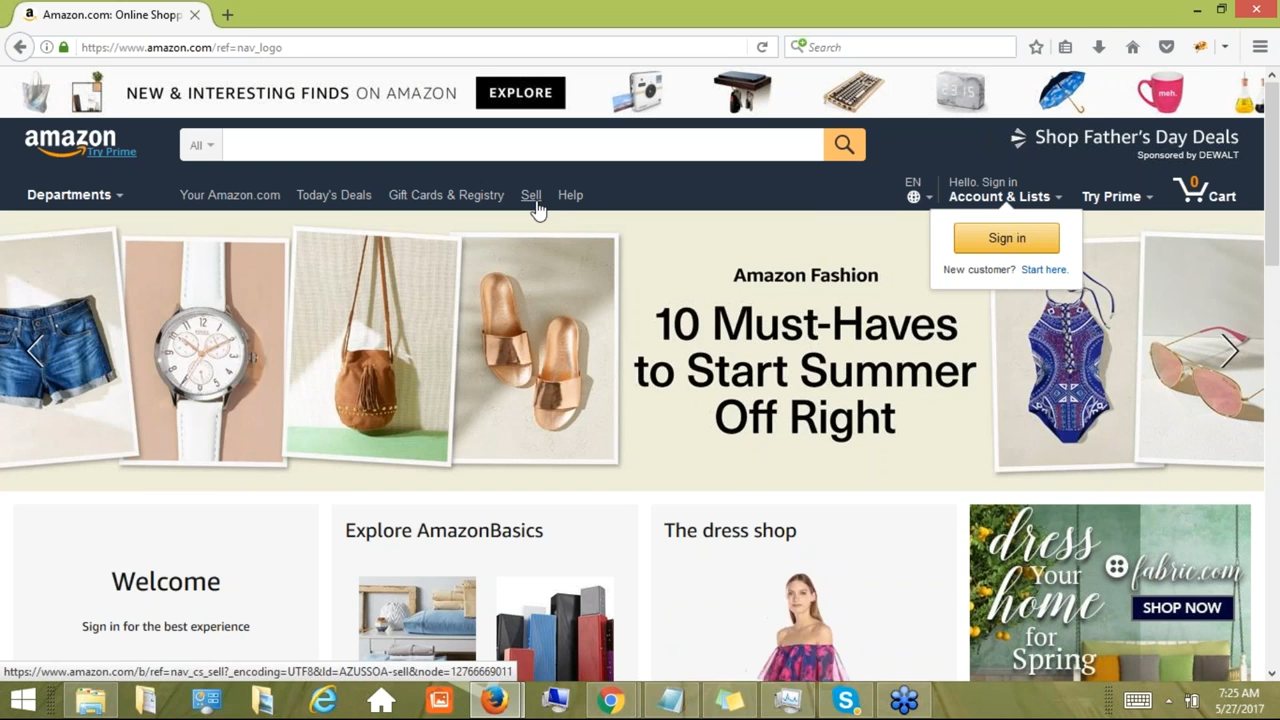 Amazon.com: Online Shopp
https://www.amazon.com/ref=nav_logo
Search
NEW & INTERESTING FINDS ON AMAZON
EXPLORE
23:15
meh.
amazon
Try Prime
All
Shop Father's Day Deals
Sponsored by DEWALT
Departments
Your Amazon.com
Today's Deals
Gift Cards & Registry
Sell
Help
EN
Hello. Sign in
Account & Lists
Try Prime
0
Cart
Sign in
New customer? Start here.
Amazon Fashion
10 Must-Haves
to Start Summer
Off Right
Welcome
Sign in for the best experience
Explore AmazonBasics
The dress shop
dress
Your
home
for
Spring
fabric.com
SHOP NOW
https://www.amazon.com/b/ref=nav_cs_sell?_encoding=UTF8&ld=AZUSSOA-sell&node=12766669011
7:25 AM
5/27/2017